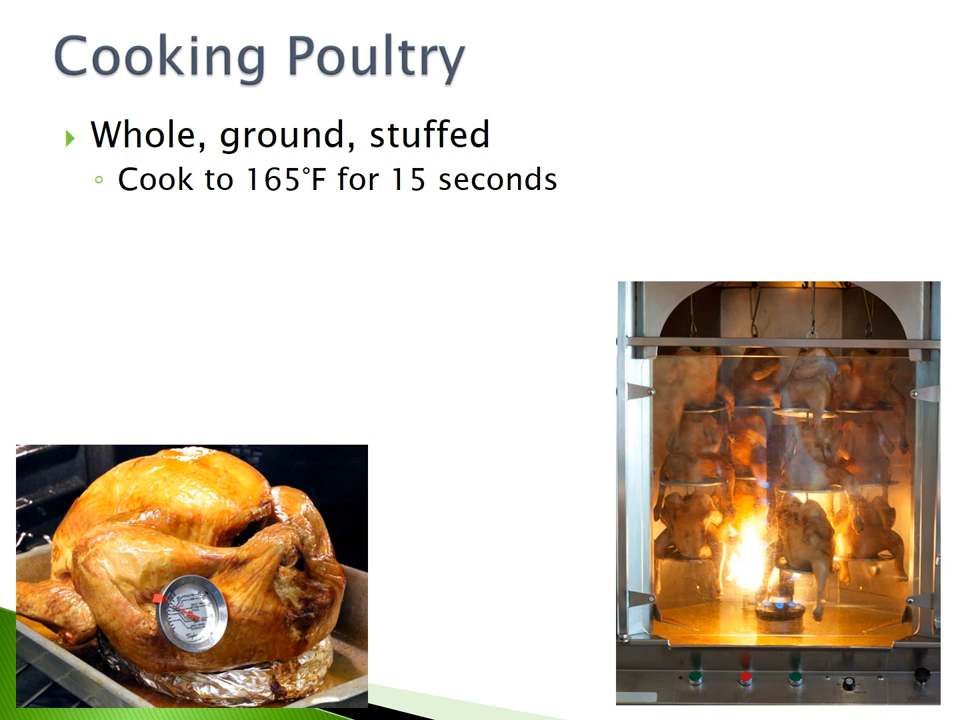 Cooking Poultry
Whole, ground, stuffed
Cook to 165°F for 15 seconds